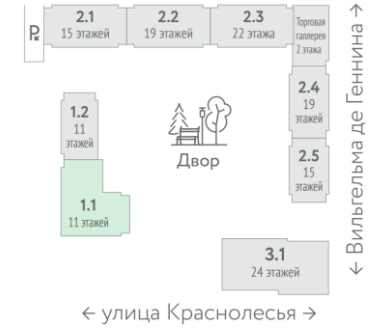 2.1
15 этажей
2.2
19 этажей
2.3
22 этажа
Торговая
галлерея
2 этажа
1.2
11
этажей
2.4
19
этажей
Двор
2.5
15
этажей
1.1
11 этажей
3.1
24 этажей
← Вильгельма де Геннина →
← улица Краснолесья →